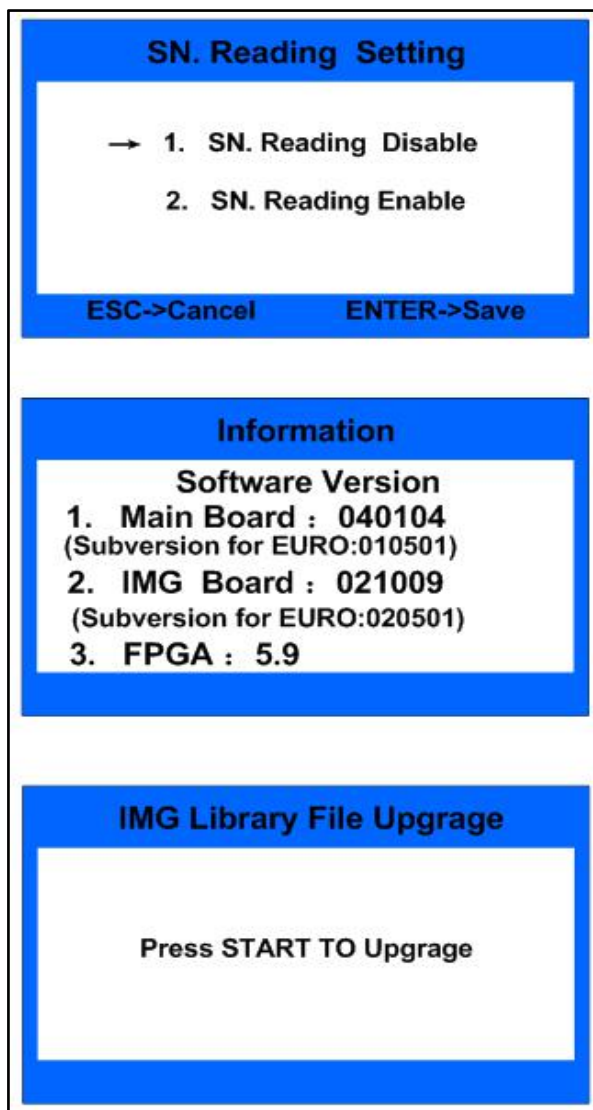 SN. Reading Setting
→ 1. SN. Reading Disable
2. SN. Reading Enable
ESC->Cancel ENTER->Save
Information
Software Version
1. Main Board : 040104
(Subversion for EURO:010501)
2. IMG Board : 021009
(Subversion for EURO:020501)
3. FPGA : 5.9
IMG Library File Upgrage
Press START TO Upgrage